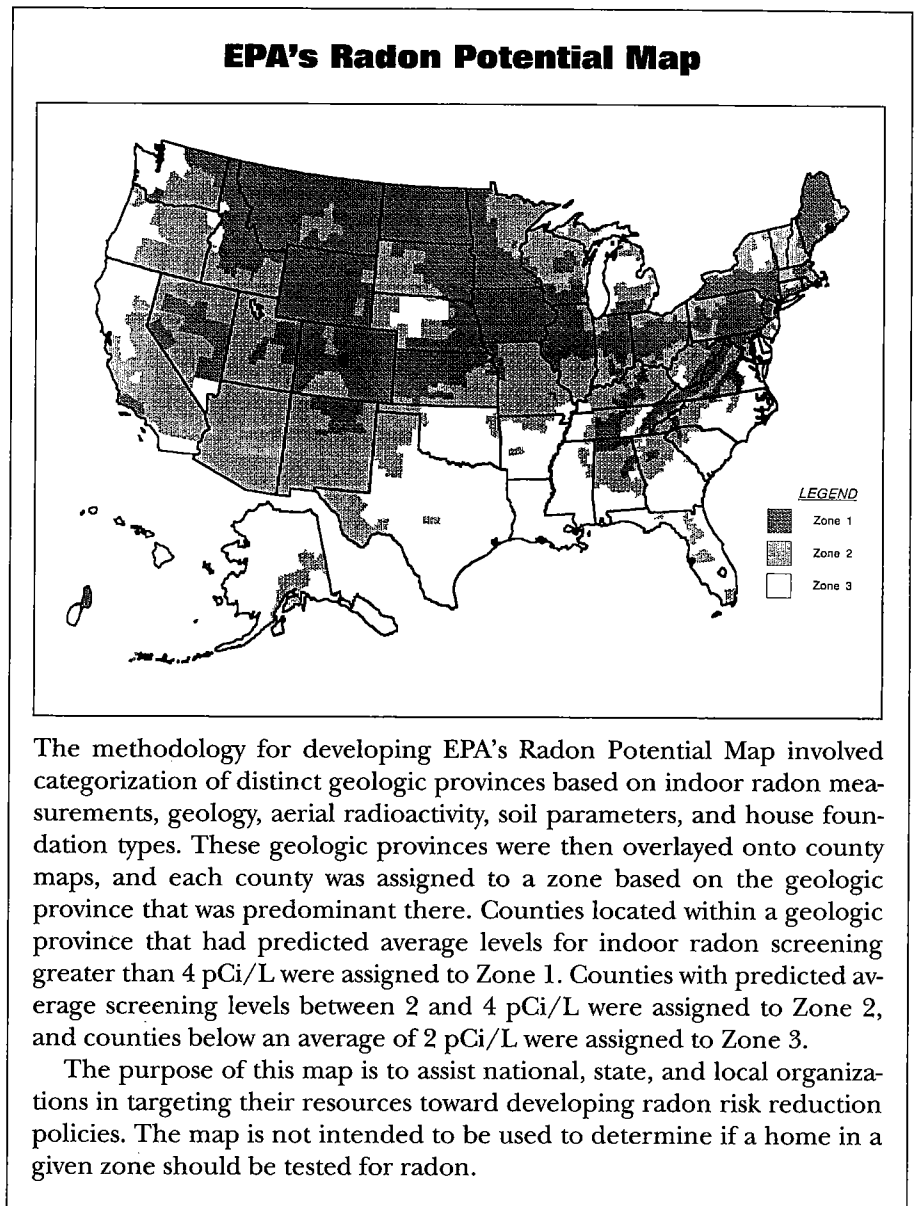 EPA's Radon Potential Map
LEGEND
Zone 1
Zone 2
Zone 3
The methodology for developing EPA's Radon Potential Map involved
categorization of distinct geologic provinces based on indoor radon mea-
surements, geology, aerial radioactivity, soil parameters, and house foun-
dation types. These geologic provinces were then overlayed onto county
maps, and each county was assigned to a zone based on the geologic
province that was predominant there. Counties located within a geologic
province that had predicted average levels for indoor radon screening
greater than 4 pCi/L were assigned to Zone 1. Counties with predicted av-
erage screening levels between 2 and 4 pCi/L were assigned to Zone 2,
and counties below an average of 2 pCi/L were assigned to Zone 3.
The purpose of this map is to assist national, state, and local organiza-
tions in targeting their resources toward developing radon risk reduction
policies. The map is not intended to be used to determine if a home in a
given zone should be tested for radon.